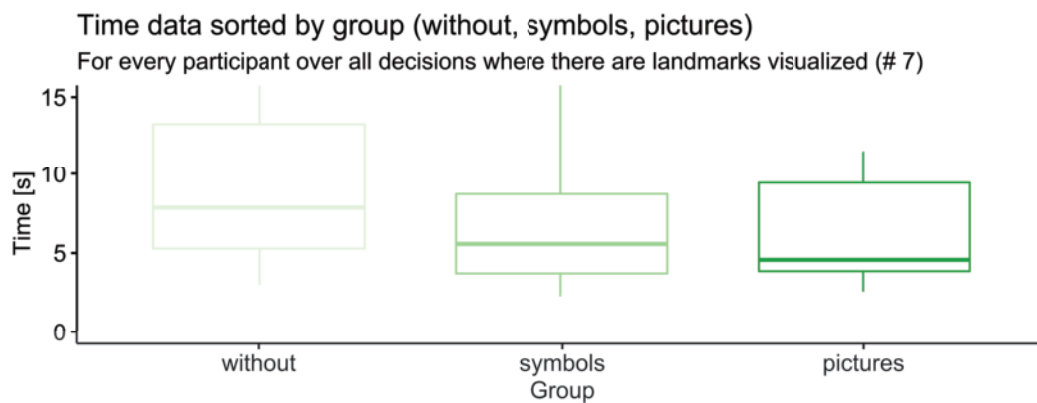 Time data sorted by group (without, symbols, pictures)
For every participant over all decisions where there are landmarks visualized (# 7)
15
10
5
0
Time [s]
without symbols pictures
Group